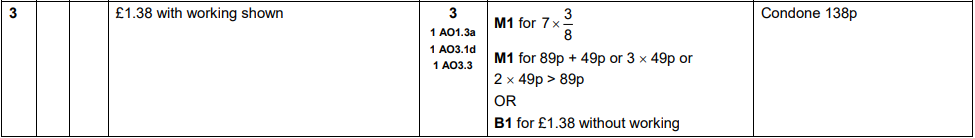 3 £1.38 with working shown 3 M1 for 7 × 3/8 Condone 138p
1 AO1.3a
1 AO3.1d
1 AO3.3
M1 for 89p + 49p or 3 × 49p or
2 × 49p > 89p
OR
B1 for £1.38 without working